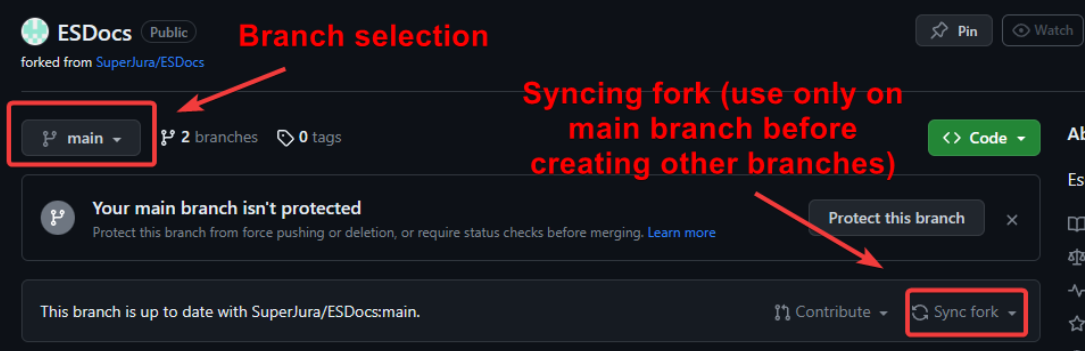 ESDocs Public
Branch selection
Pin
Watch
forked from SuperJura/ESDocs
Syncing fork (use only on
main branch before
creating other branches)
main
2 branches
0 tags
<> Code
Ab
Es
Your main branch isn't protected
Protect this branch from force pushing or deletion, or require status checks before merging. Learn more
Protect this branch
This branch is up to date with SuperJura/ESDocs:main.
Contribute
Sync fork